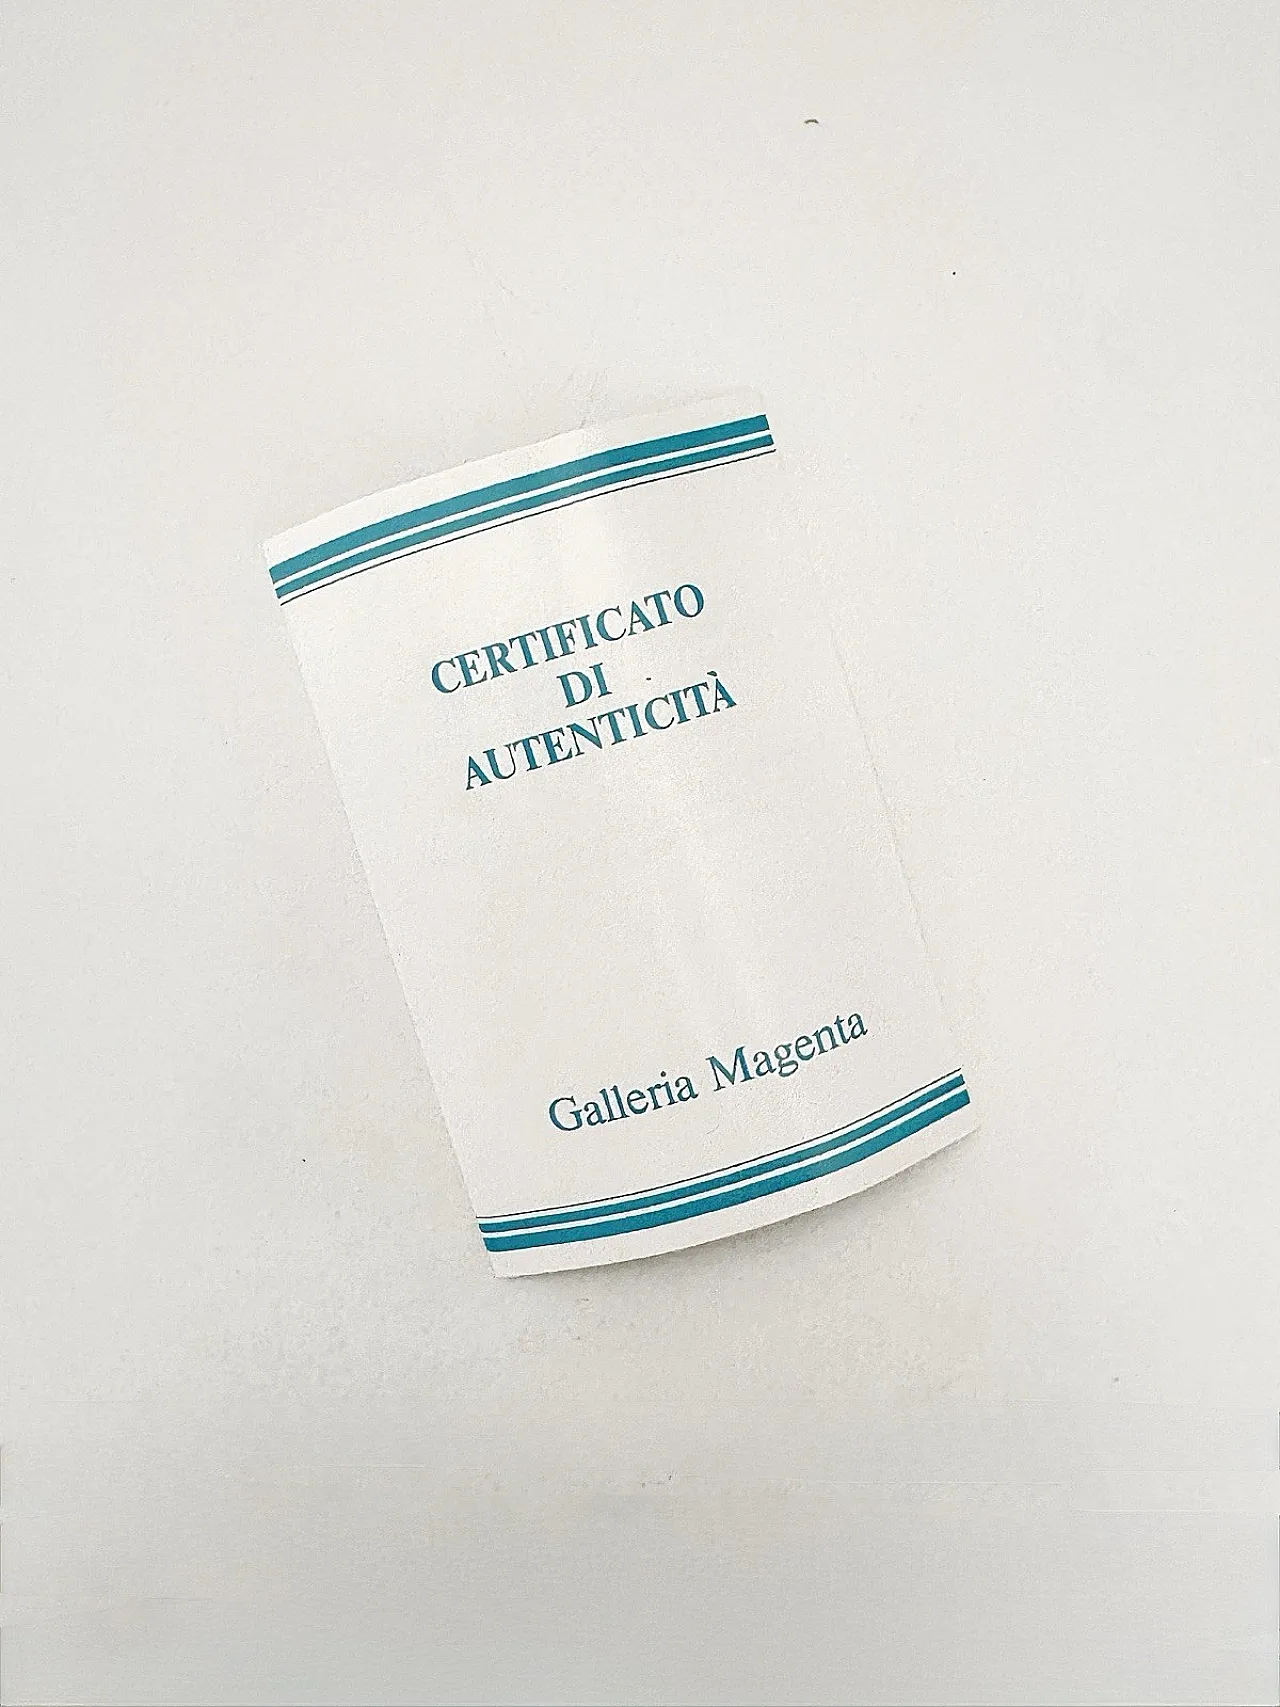 CERTIFICATO
DI
AUTENTICITÀ
Galleria Magenta